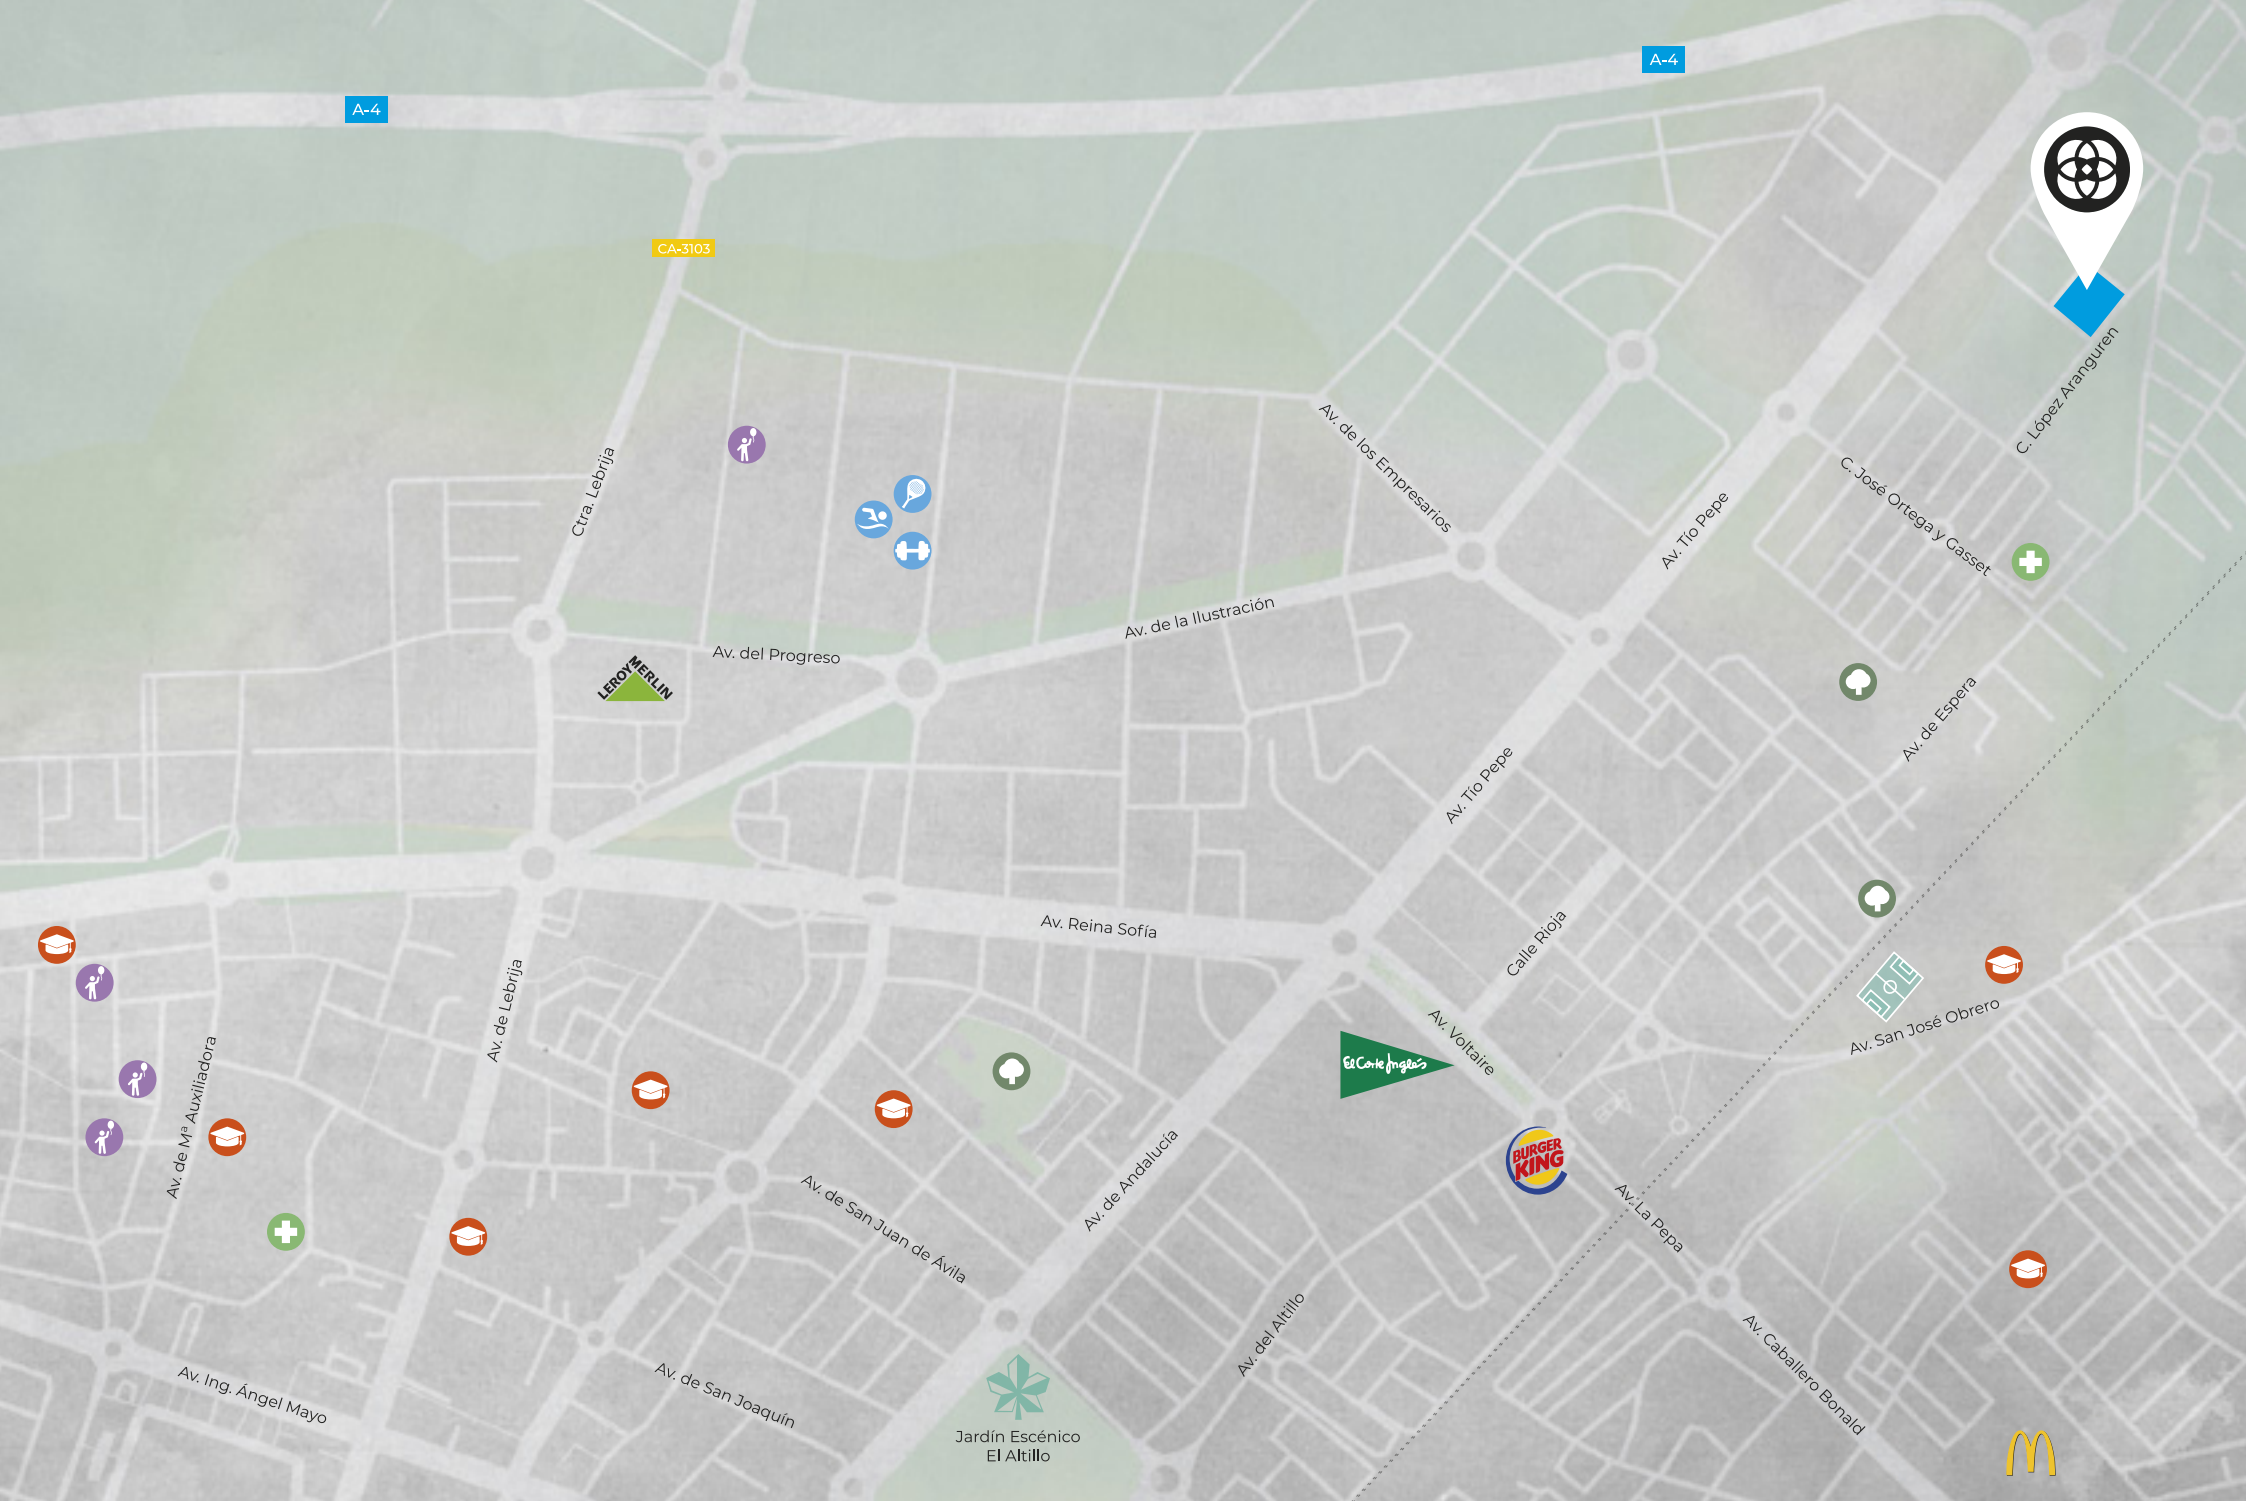 A-4
A-4
CA-3103
C. López Aranguren
Av. de los Empresarios
Ctra. Lebrija
C. José Ortega y Gasset
Av. Tío Pepe
Av. de la Ilustración
Av. del Progreso
LEROY MERLIN
Av. de Espera
Av. Tío Pepe
Av. Reina Sofía
Calle Rioja
Av. de Lebrija
Av. Voltaire
Av. San José Obrero
El Corte Inglés
Av. de Mª Auxiliadora
BURGER
KING
Av. de Andalucía
Av. de San Juan de Ávila
Av. La Pepa
Av. del Altillo
Av. Caballero Bonald
Av. Ing. Ángel Mayo
Av. de San Joaquín
Jardín Escénico
El Altillo